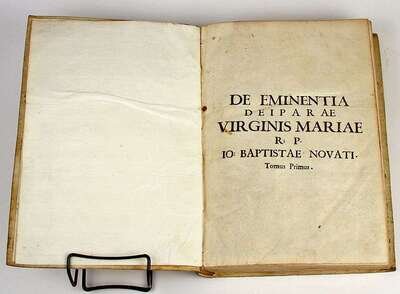 DE EMINENTIA
DEIPARAE
VIRGINIS MARIAE
R. P.
IO: BAPTISTAE NOVATI.
Tomus Primus.